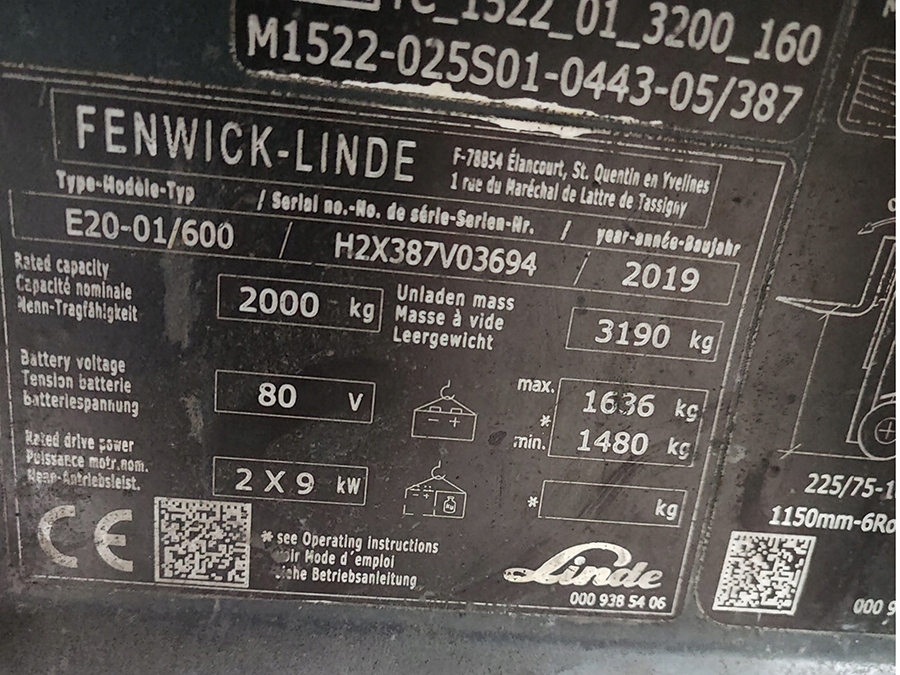 TC_1522_01_3200_160
M1522-025S01-0443-05/387
FENWICK-LINDE
F-78854 Élancourt, St. Quentin en Yvelines
1 rue du Maréchal de Lattre de Tassigny
Type-Modèle-Typ / Serial no.-No. de série-Serien-Nr. / year-année-Baujahr
E20-01/600 / H2X387V03694 / 2019
Rated capacity
Capacité nominale
Nenn-Tragfähigkeit
2000 kg
Unladen mass
Masse à vide
Leergewicht
3190 kg
Battery voltage
Tension batterie
batteriespannung
80 V
max. 1636 kg
*
min. 1480 kg
Rated drive power
Puissance motr.nom.
Nenn-Antriebsleist.
2 X 9 kW
* kg
CE
* see Operating instructions
voir Mode d'emploi
siehe Betriebsanleitung
Linde
000 938 54 06
225/75-1
1150mm-6Ro
000 9